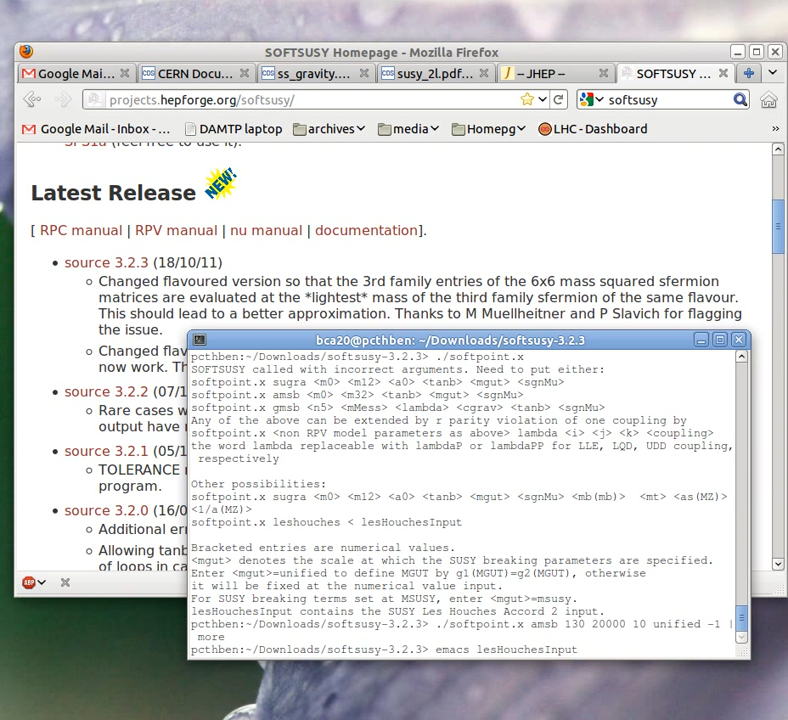 SOFTSUSY Homepage - Mozilla Firefox
Google Mai... CERN Docu... ss_gravity.... susy_2l.pdf... -- JHEP -- SOFTSUSY ...
projects.hepforge.org/softsusy/ softsusy
Google Mail - Inbox - ... DAMTP laptop archives media Homepg LHC - Dashboard »
SPS1a (feel free to use it).
Latest Release NEW!
[ RPC manual | RPV manual | nu manual | documentation].
source 3.2.3 (18/10/11)
Changed flavoured version so that the 3rd family entries of the 6x6 mass squared sfermion
matrices are evaluated at the *lightest* mass of the third family sfermion of the same flavour.
This should lead to a better approximation. Thanks to M Muellheitner and P Slavich for flagging
the issue.
Changed flav
now work. Th
source 3.2.2 (07/1
Rare cases w
output have
source 3.2.1 (05/1
TOLERANCE
program.
source 3.2.0 (16/0
Additional err
Allowing tanb
of loops in ca
ABP
bca20@pcthben: ~/Downloads/softsusy-3.2.3
pcthben:~/Downloads/softsusy-3.2.3> ./softpoint.x
SOFTSUSY called with incorrect arguments. Need to put either:
softpoint.x sugra <m0> <m12> <a0> <tanb> <mgut> <sgnMu>
softpoint.x amsb <m0> <m32> <tanb> <mgut> <sgnMu>
softpoint.x gmsb <n5> <mMess> <lambda> <cgrav> <tanb> <sgnMu>
Any of the above can be extended by r parity violation of one coupling by
softpoint.x <non RPV model parameters as above> lambda <i> <j> <k> <coupling>
the word lambda replaceable with lambdaP or lambdaPP for LLE, LQD, UDD coupling,
respectively
Other possibilities:
softpoint.x sugra <m0> <m12> <a0> <tanb> <mgut> <sgnMu> <mb(mb)> <mt> <as(MZ)>
<1/a(MZ)>
softpoint.x leshouches < lesHouchesInput
Bracketed entries are numerical values.
<mgut> denotes the scale at which the SUSY breaking parameters are specified.
Enter <mgut>=unified to define MGUT by g1(MGUT)=g2(MGUT), otherwise
it will be fixed at the numerical value input.
For SUSY breaking terms set at MSUSY, enter <mgut>=msusy.
lesHouchesInput contains the SUSY Les Houches Accord 2 input.
pcthben:~/Downloads/softsusy-3.2.3> ./softpoint.x amsb 130 20000 10 unified -1 |
more
pcthben:~/Downloads/softsusy-3.2.3> emacs lesHouchesInput